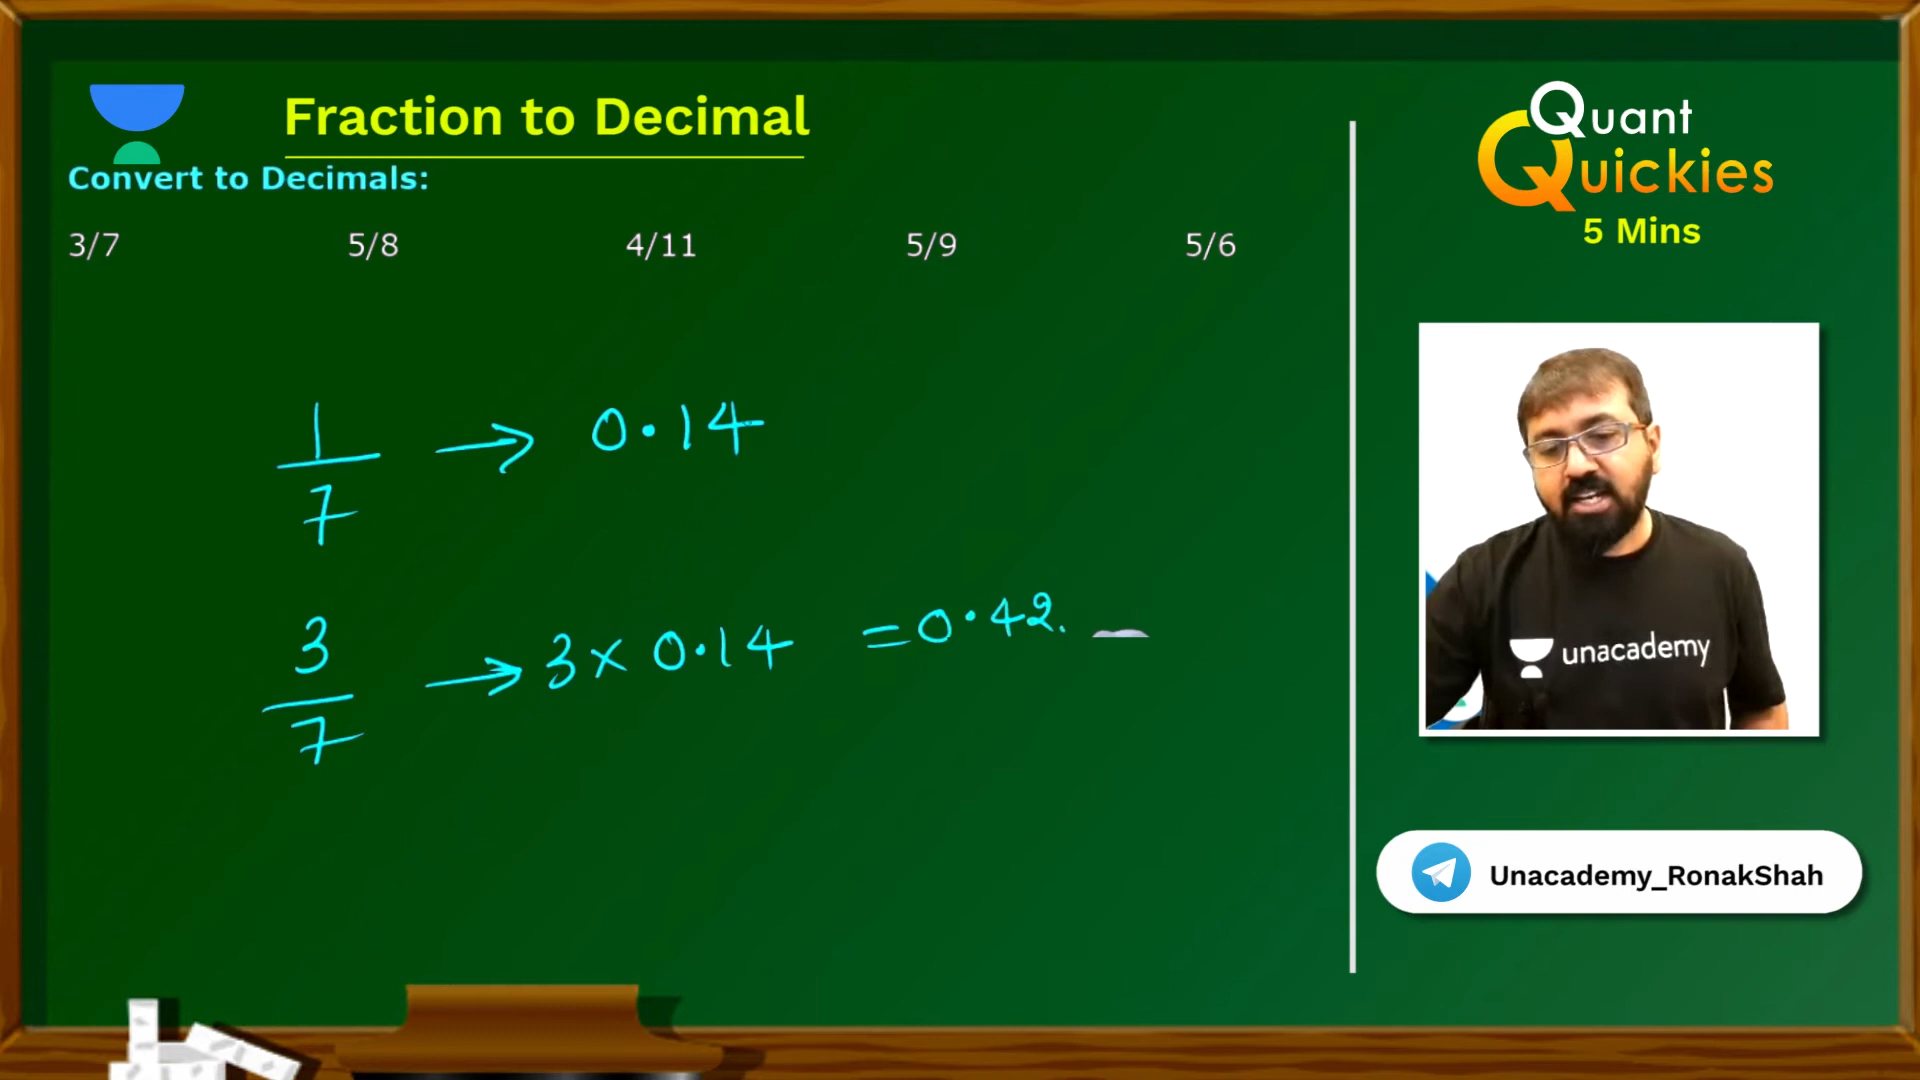 Fraction to Decimal
Convert to Decimals:
3/7 5/8 4/11 5/9 5/6
1/7 → 0.14
3/7 → 3 × 0.14 = 0.42.
Quant
Quickies
5 Mins
unacademy
Unacademy_RonakShah